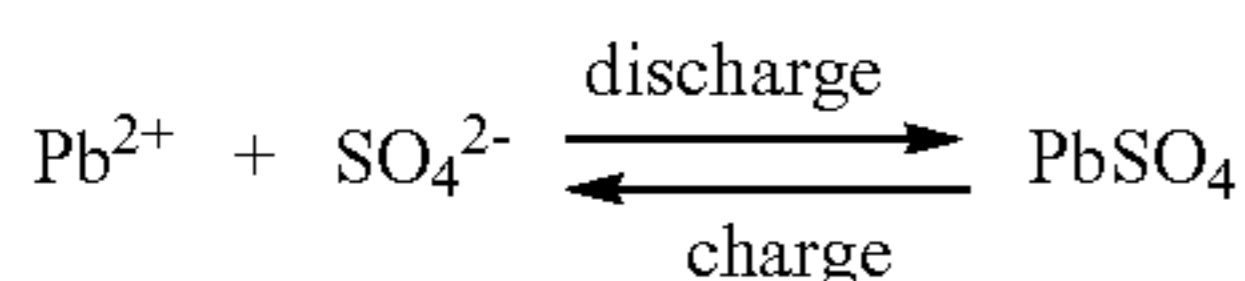 discharge
Pb²⁺ + SO₄²⁻ PbSO₄
charge